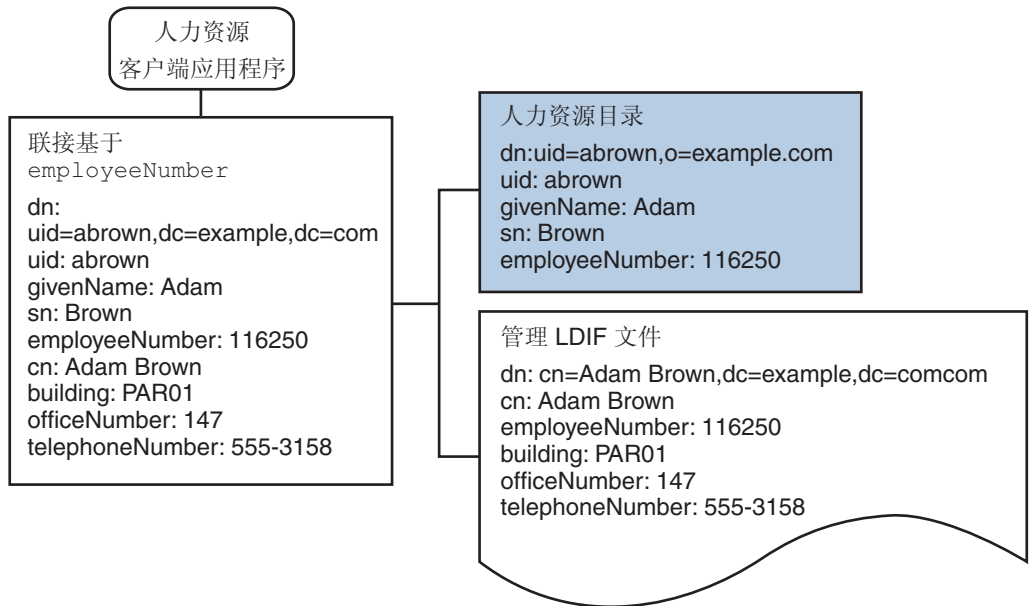 人力资源
客户端应用程序
联接基于
employeeNumber
dn:
uid=abrown,dc=example,dc=com
uid: abrown
givenName: Adam
sn: Brown
employeeNumber: 116250
cn: Adam Brown
building: PAR01
officeNumber: 147
telephoneNumber: 555-3158
人力资源目录
dn:uid=abrown,o=example.com
uid: abrown
givenName: Adam
sn: Brown
employeeNumber: 116250
管理 LDIF 文件
dn: cn=Adam Brown,dc=example,dc=comcom
cn: Adam Brown
employeeNumber: 116250
building: PAR01
officeNumber: 147
telephoneNumber: 555-3158